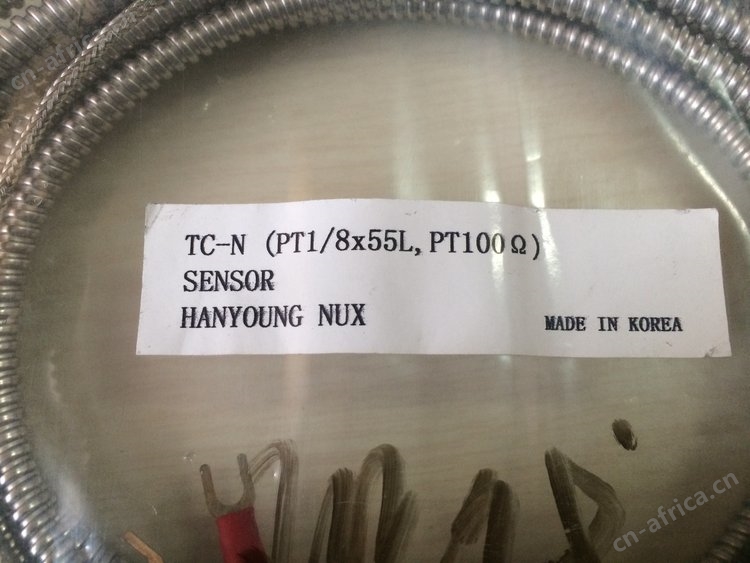 cn-africa.cn
TC-N (PT1/8x55L, PT100Ω)
SENSOR
HANYOUNG NUX MADE IN KOREA
cn-africa.cn